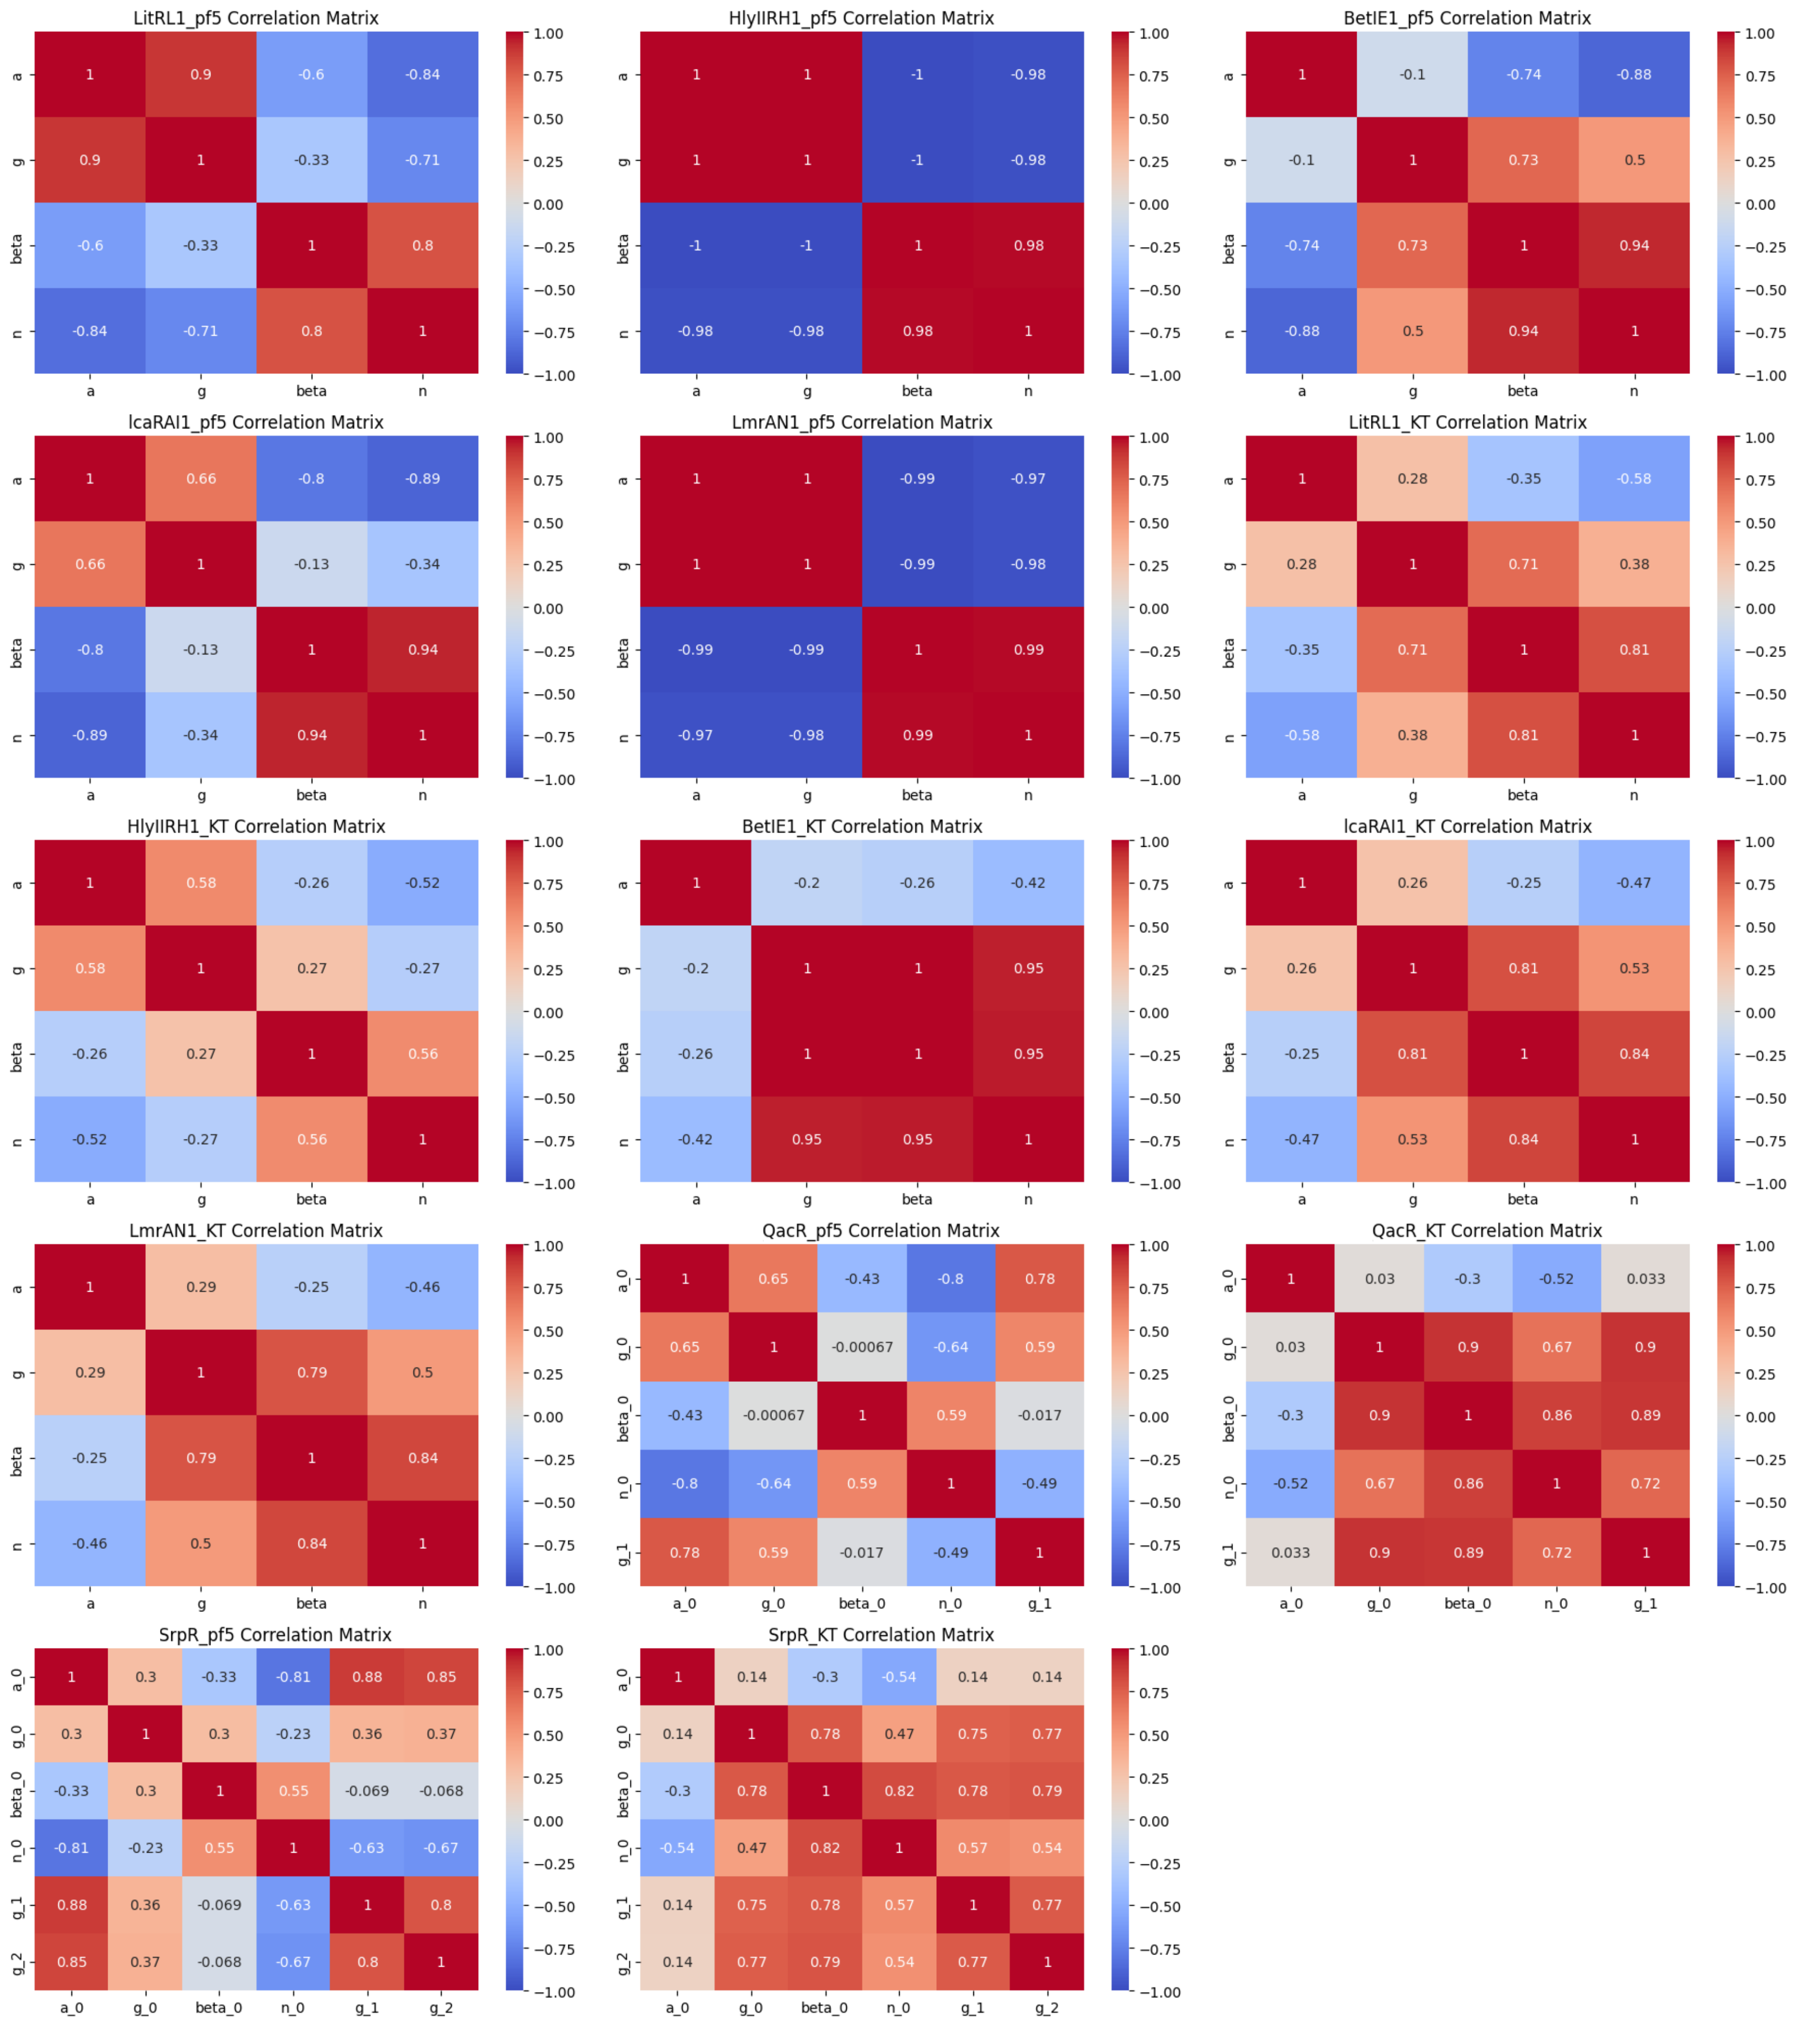 LitRL1_pf5 Correlation Matrix
a 1 0.9 -0.6 -0.84
g 0.9 1 -0.33 -0.71
beta -0.6 -0.33 1 0.8
n -0.84 -0.71 0.8 1
a g beta n
1.00
0.75
0.50
0.25
0.00
−0.25
−0.50
−0.75
−1.00
HlyIIRH1_pf5 Correlation Matrix
a 1 1 -1 -0.98
g 1 1 -1 -0.98
beta -1 -1 1 0.98
n -0.98 -0.98 0.98 1
a g beta n
1.00
0.75
0.50
0.25
0.00
−0.25
−0.50
−0.75
−1.00
BetIE1_pf5 Correlation Matrix
a 1 -0.1 -0.74 -0.88
g -0.1 1 0.73 0.5
beta -0.74 0.73 1 0.94
n -0.88 0.5 0.94 1
a g beta n
1.00
0.75
0.50
0.25
0.00
−0.25
−0.50
−0.75
−1.00
IcaRAI1_pf5 Correlation Matrix
a 1 0.66 -0.8 -0.89
g 0.66 1 -0.13 -0.34
beta -0.8 -0.13 1 0.94
n -0.89 -0.34 0.94 1
a g beta n
1.00
0.75
0.50
0.25
0.00
−0.25
−0.50
−0.75
−1.00
LmrAN1_pf5 Correlation Matrix
a 1 1 -0.99 -0.97
g 1 1 -0.99 -0.98
beta -0.99 -0.99 1 0.99
n -0.97 -0.98 0.99 1
a g beta n
1.00
0.75
0.50
0.25
0.00
−0.25
−0.50
−0.75
−1.00
LitRL1_KT Correlation Matrix
a 1 0.28 -0.35 -0.58
g 0.28 1 0.71 0.38
beta -0.35 0.71 1 0.81
n -0.58 0.38 0.81 1
a g beta n
1.00
0.75
0.50
0.25
0.00
−0.25
−0.50
−0.75
−1.00
HlyIIRH1_KT Correlation Matrix
a 1 0.58 -0.26 -0.52
g 0.58 1 0.27 -0.27
beta -0.26 0.27 1 0.56
n -0.52 -0.27 0.56 1
a g beta n
1.00
0.75
0.50
0.25
0.00
−0.25
−0.50
−0.75
−1.00
BetIE1_KT Correlation Matrix
a 1 -0.2 -0.26 -0.42
g -0.2 1 1 0.95
beta -0.26 1 1 0.95
n -0.42 0.95 0.95 1
a g beta n
1.00
0.75
0.50
0.25
0.00
−0.25
−0.50
−0.75
−1.00
IcaRAI1_KT Correlation Matrix
a 1 0.26 -0.25 -0.47
g 0.26 1 0.81 0.53
beta -0.25 0.81 1 0.84
n -0.47 0.53 0.84 1
a g beta n
1.00
0.75
0.50
0.25
0.00
−0.25
−0.50
−0.75
−1.00
LmrAN1_KT Correlation Matrix
a 1 0.29 -0.25 -0.46
g 0.29 1 0.79 0.5
beta -0.25 0.79 1 0.84
n -0.46 0.5 0.84 1
a g beta n
1.00
0.75
0.50
0.25
0.00
−0.25
−0.50
−0.75
−1.00
QacR_pf5 Correlation Matrix
a_0 1 0.65 -0.43 -0.8 0.78
g_0 0.65 1 -0.00067 -0.64 0.59
beta_0 -0.43 -0.00067 1 0.59 -0.017
n_0 -0.8 -0.64 0.59 1 -0.49
g_1 0.78 0.59 -0.017 -0.49 1
a_0 g_0 beta_0 n_0 g_1
1.00
0.75
0.50
0.25
0.00
−0.25
−0.50
−0.75
−1.00
QacR_KT Correlation Matrix
a_0 1 0.03 -0.3 -0.52 0.033
g_0 0.03 1 0.9 0.67 0.9
beta_0 -0.3 0.9 1 0.86 0.89
n_0 -0.52 0.67 0.86 1 0.72
g_1 0.033 0.9 0.89 0.72 1
a_0 g_0 beta_0 n_0 g_1
1.00
0.75
0.50
0.25
0.00
−0.25
−0.50
−0.75
−1.00
SrpR_pf5 Correlation Matrix
a_0 1 0.3 -0.33 -0.81 0.88 0.85
g_0 0.3 1 0.3 -0.23 0.36 0.37
beta_0 -0.33 0.3 1 0.55 -0.069 -0.068
n_0 -0.81 -0.23 0.55 1 -0.63 -0.67
g_1 0.88 0.36 -0.069 -0.63 1 0.8
g_2 0.85 0.37 -0.068 -0.67 0.8 1
a_0 g_0 beta_0 n_0 g_1 g_2
1.00
0.75
0.50
0.25
0.00
−0.25
−0.50
−0.75
−1.00
SrpR_KT Correlation Matrix
a_0 1 0.14 -0.3 -0.54 0.14 0.14
g_0 0.14 1 0.78 0.47 0.75 0.77
beta_0 -0.3 0.78 1 0.82 0.78 0.79
n_0 -0.54 0.47 0.82 1 0.57 0.54
g_1 0.14 0.75 0.78 0.57 1 0.77
g_2 0.14 0.77 0.79 0.54 0.77 1
a_0 g_0 beta_0 n_0 g_1 g_2
1.00
0.75
0.50
0.25
0.00
−0.25
−0.50
−0.75
−1.00